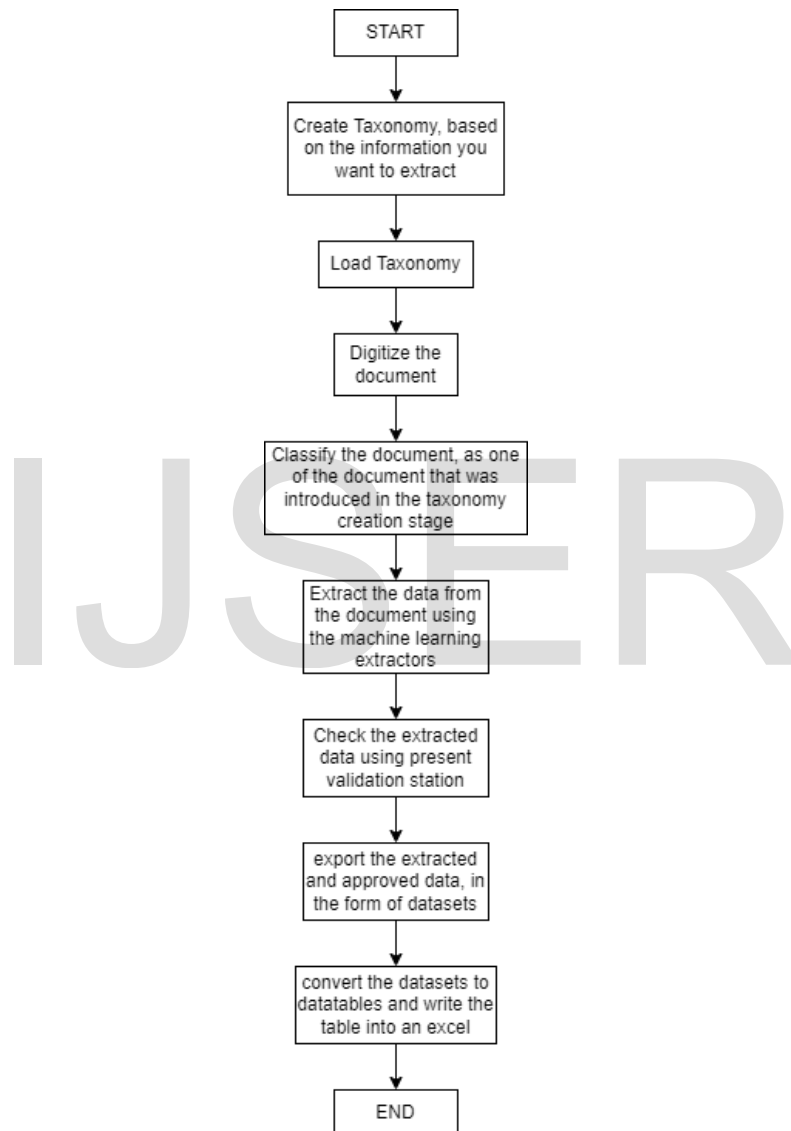 START
Create Taxonomy, based
on the information you
want to extract
Load Taxonomy
Digitize the
document
Classify the document, as one
of the document that was
introduced in the taxonomy
creation stage
IJSER
Extract the data from
the document using
the machine learning
extractors
Check the extracted
data using present
validation station
export the extracted
and approved data, in
the form of datasets
convert the datasets to
datatables and write the
table into an excel
END